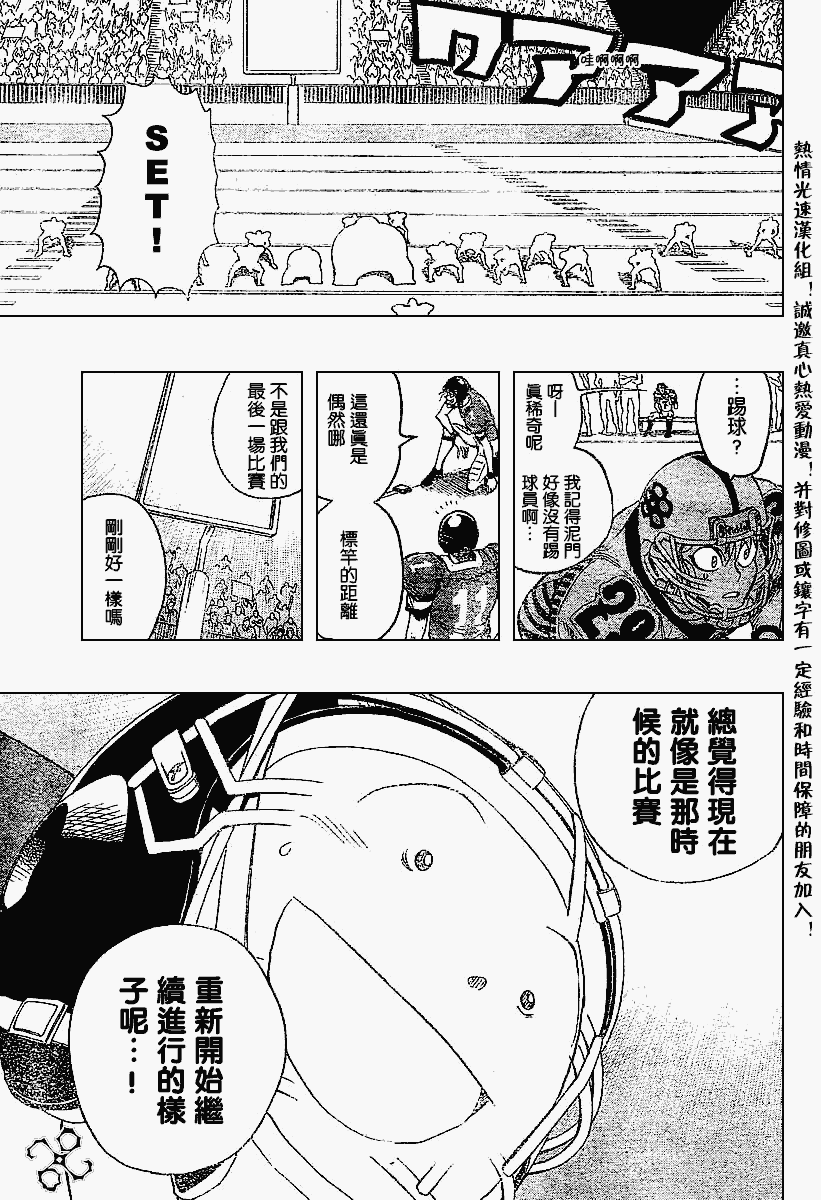 ワアアア
哇啊啊啊
SET!
…踢球?
呀—
真稀奇呢
我記得泥門
好像沒有踢
球員啊…
這還真是
偶然哪
標竿的距離
11
不是跟我們的
最後一場比賽
剛剛好一樣嗎
總覺得現在
就像是那時
候的比賽
重新開始繼
續進行的樣
子呢…!
熱情光速漢化組!誠邀真心熱愛動漫!并對修圖或鑲字有一定經驗和時間保障的朋友加入!